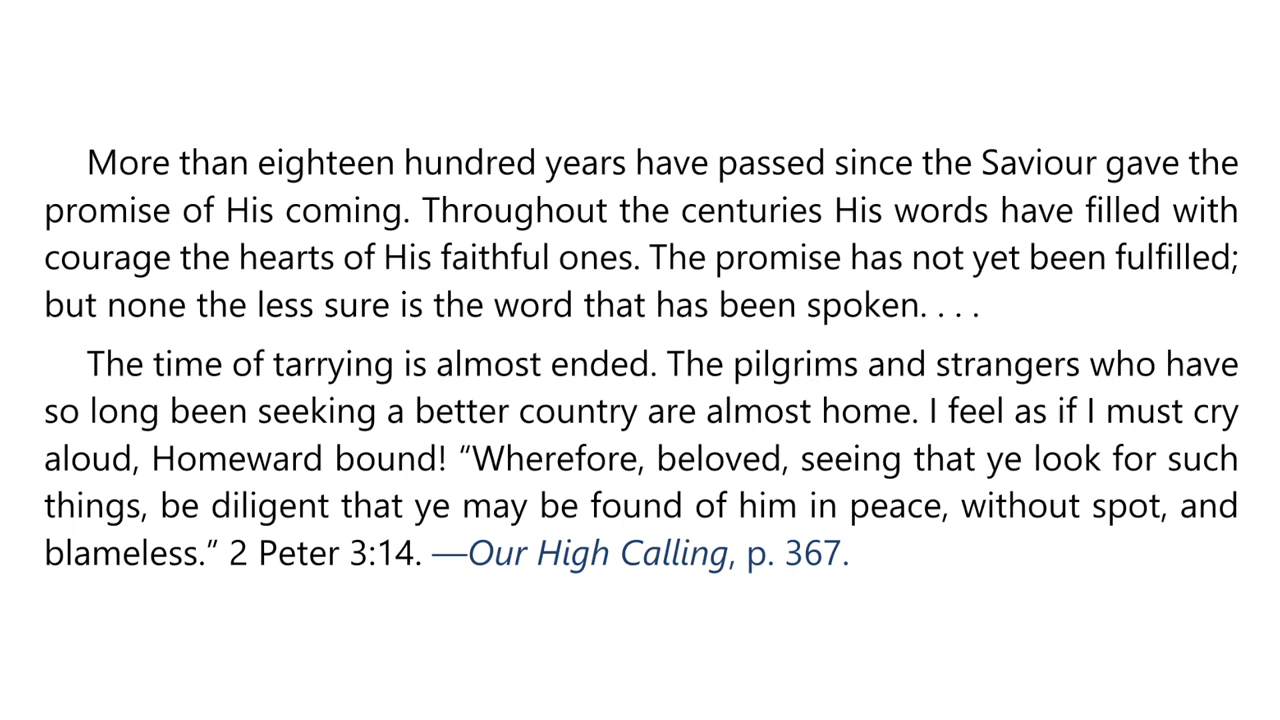 More than eighteen hundred years have passed since the Saviour gave the
promise of His coming. Throughout the centuries His words have filled with
courage the hearts of His faithful ones. The promise has not yet been fulfilled;
but none the less sure is the word that has been spoken. . . .
The time of tarrying is almost ended. The pilgrims and strangers who have
so long been seeking a better country are almost home. I feel as if I must cry
aloud, Homeward bound! “Wherefore, beloved, seeing that ye look for such
things, be diligent that ye may be found of him in peace, without spot, and
blameless.” 2 Peter 3:14. —Our High Calling, p. 367.